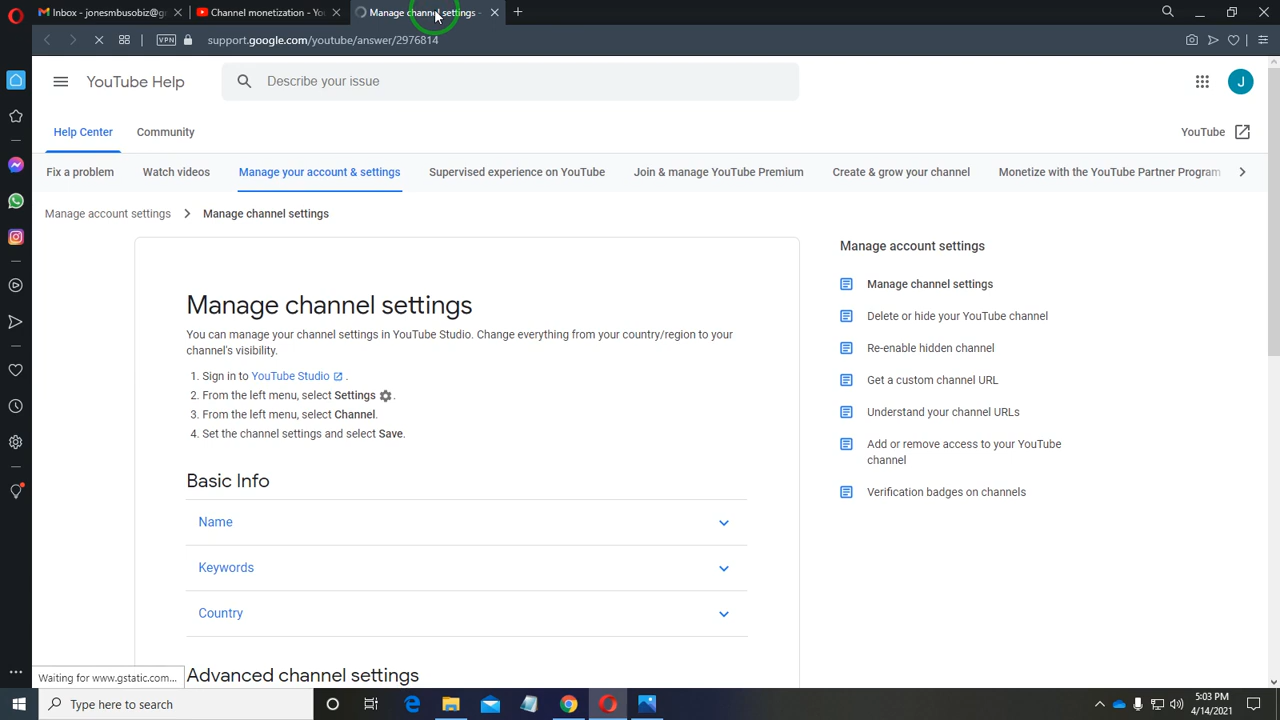 Inbox - jonesmbusobiz@g
Channel monetization - You
Manage channel settings -
VPN
support.google.com/youtube/answer/2976814
YouTube Help
Describe your issue
J
Help Center
Community
YouTube
Fix a problem
Watch videos
Manage your account & settings
Supervised experience on YouTube
Join & manage YouTube Premium
Create & grow your channel
Monetize with the YouTube Partner Program
Manage account settings
Manage channel settings
Manage channel settings
You can manage your channel settings in YouTube Studio. Change everything from your country/region to your
channel's visibility.
1. Sign in to YouTube Studio .
2. From the left menu, select Settings .
3. From the left menu, select Channel.
4. Set the channel settings and select Save.
Basic Info
Name
Keywords
Country
Advanced channel settings
Manage account settings
Manage channel settings
Delete or hide your YouTube channel
Re-enable hidden channel
Get a custom channel URL
Understand your channel URLs
Add or remove access to your YouTube
channel
Verification badges on channels
Waiting for www.gstatic.com...
Type here to search
5:03 PM
4/14/2021